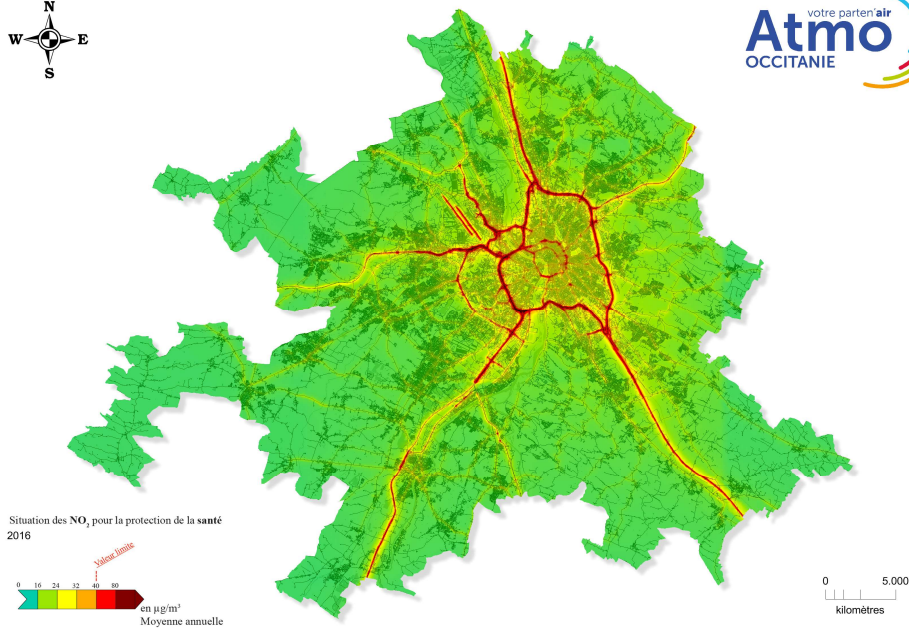 N
W E
S
votre parten'air
Atmo
OCCITANIE
Situation des NO₂ pour la protection de la santé
2016
Valeur limite
0 16 24 32 40 80
en µg/m³
Moyenne annuelle
0 5.000
kilomètres